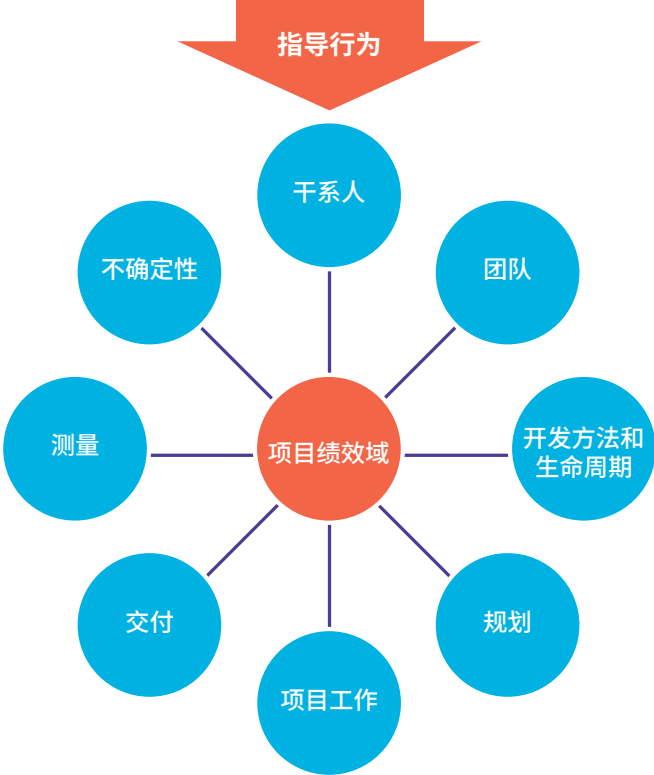 指导行为
干系人
不确定性
团队
测量
项目绩效域
开发方法和
生命周期
交付
规划
项目工作